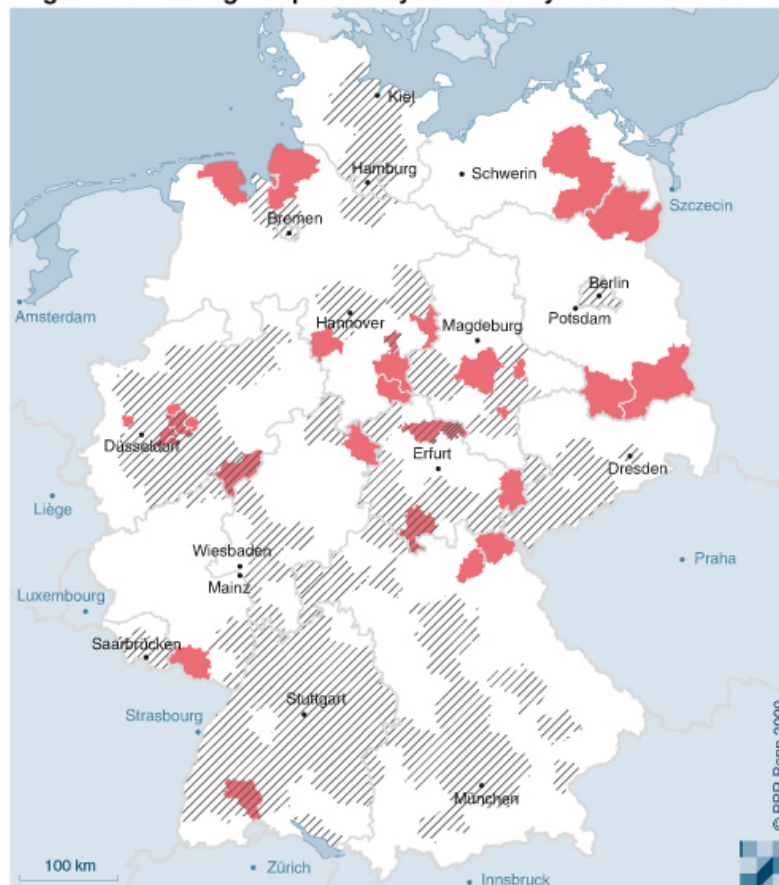 Kiel
Hamburg
Schwerin
Szczecin
Bremen
Berlin
Amsterdam
Hannover
Potsdam
Magdeburg
Düsseldorf
Erfurt
Dresden
Liège
Wiesbaden
Praha
Mainz
Luxembourg
Saarbrücken
Stuttgart
Strasbourg
München
100 km
Zürich
Innsbruck